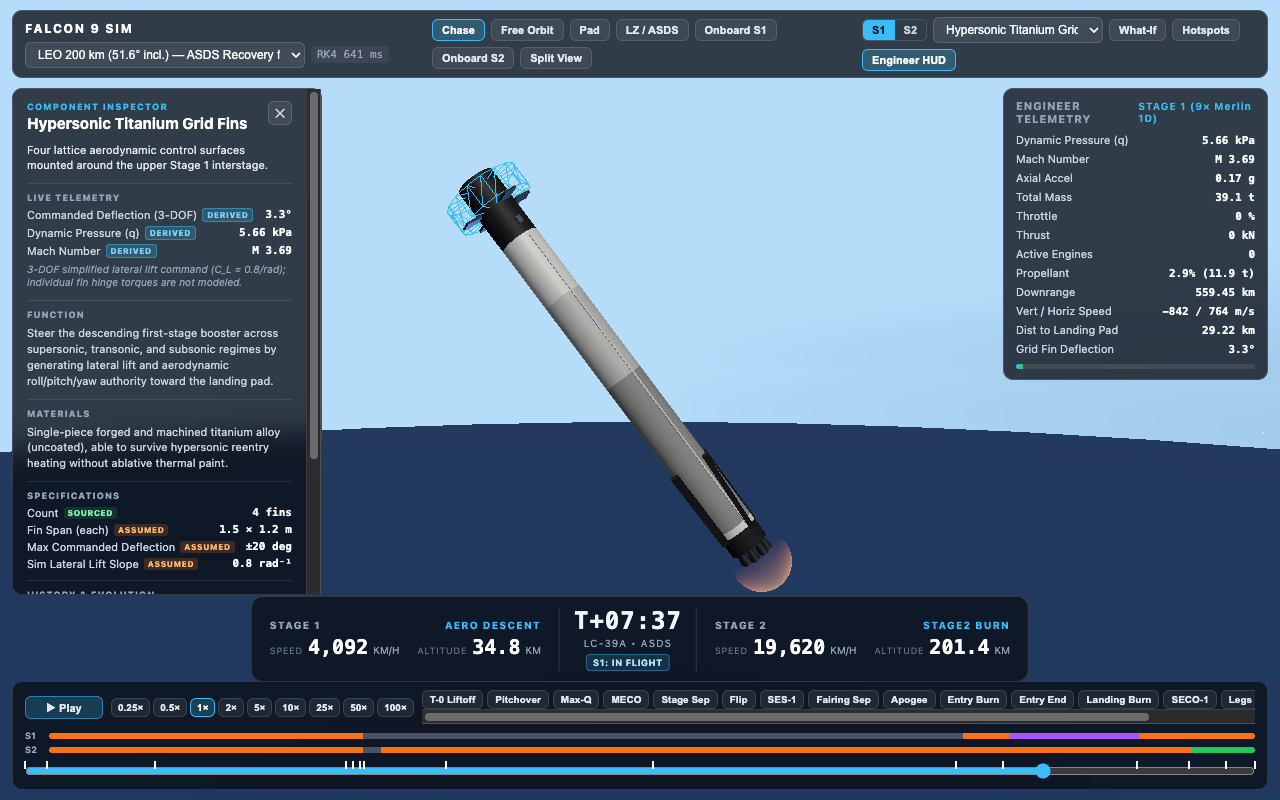 FALCON 9 SIM
LEO 200 km (51.6° incl.) — ASDS Recovery f
RK4 641 ms
Chase
Free Orbit
Pad
LZ / ASDS
Onboard S1
Onboard S2
Split View
S1
S2
Hypersonic Titanium Gric
What-If
Hotspots
Engineer HUD
COMPONENT INSPECTOR
Hypersonic Titanium Grid Fins
Four lattice aerodynamic control surfaces
mounted around the upper Stage 1 interstage.
LIVE TELEMETRY
Commanded Deflection (3-DOF) DERIVED 3.3°
Dynamic Pressure (q) DERIVED 5.66 kPa
Mach Number DERIVED M 3.69
3-DOF simplified lateral lift command (C_L = 0.8/rad);
individual fin hinge torques are not modeled.
FUNCTION
Steer the descending first-stage booster across
supersonic, transonic, and subsonic regimes by
generating lateral lift and aerodynamic
roll/pitch/yaw authority toward the landing pad.
MATERIALS
Single-piece forged and machined titanium alloy
(uncoated), able to survive hypersonic reentry
heating without ablative thermal paint.
SPECIFICATIONS
Count SOURCED 4 fins
Fin Span (each) ASSUMED 1.5 × 1.2 m
Max Commanded Deflection ASSUMED ±20 deg
Sim Lateral Lift Slope ASSUMED 0.8 rad⁻¹
HISTORY & EVOLUTION
ENGINEER
TELEMETRY
STAGE 1 (9× Merlin
1D)
Dynamic Pressure (q) 5.66 kPa
Mach Number M 3.69
Axial Accel 0.17 g
Total Mass 39.1 t
Throttle 0 %
Thrust 0 kN
Active Engines 0
Propellant 2.9% (11.9 t)
Downrange 559.45 km
Vert / Horiz Speed −842 / 764 m/s
Dist to Landing Pad 29.22 km
Grid Fin Deflection 3.3°
STAGE 1 AERO DESCENT
SPEED 4,092 KM/H ALTITUDE 34.8 KM
T+07:37
LC-39A • ASDS
S1: IN FLIGHT
STAGE 2 STAGE2 BURN
SPEED 19,620 KM/H ALTITUDE 201.4 KM
Play
0.25×
0.5×
1×
2×
5×
10×
25×
50×
100×
T-0 Liftoff
Pitchover
Max-Q
MECO
Stage Sep
Flip
SES-1
Fairing Sep
Apogee
Entry Burn
Entry End
Landing Burn
SECO-1
Legs
S1
S2